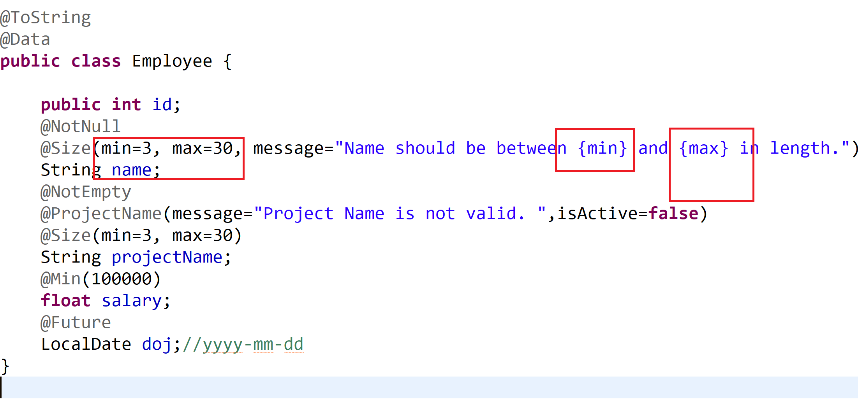 @ToString
@Data
public class Employee {
public int id;
@NotNull
@Size(min=3, max=30, message="Name should be between {min} and {max} in length.")
String name;
@NotEmpty
@ProjectName(message="Project Name is not valid. ",isActive=false)
@Size(min=3, max=30)
String projectName;
@Min(100000)
float salary;
@Future
LocalDate doj;//yyyy-mm-dd
}